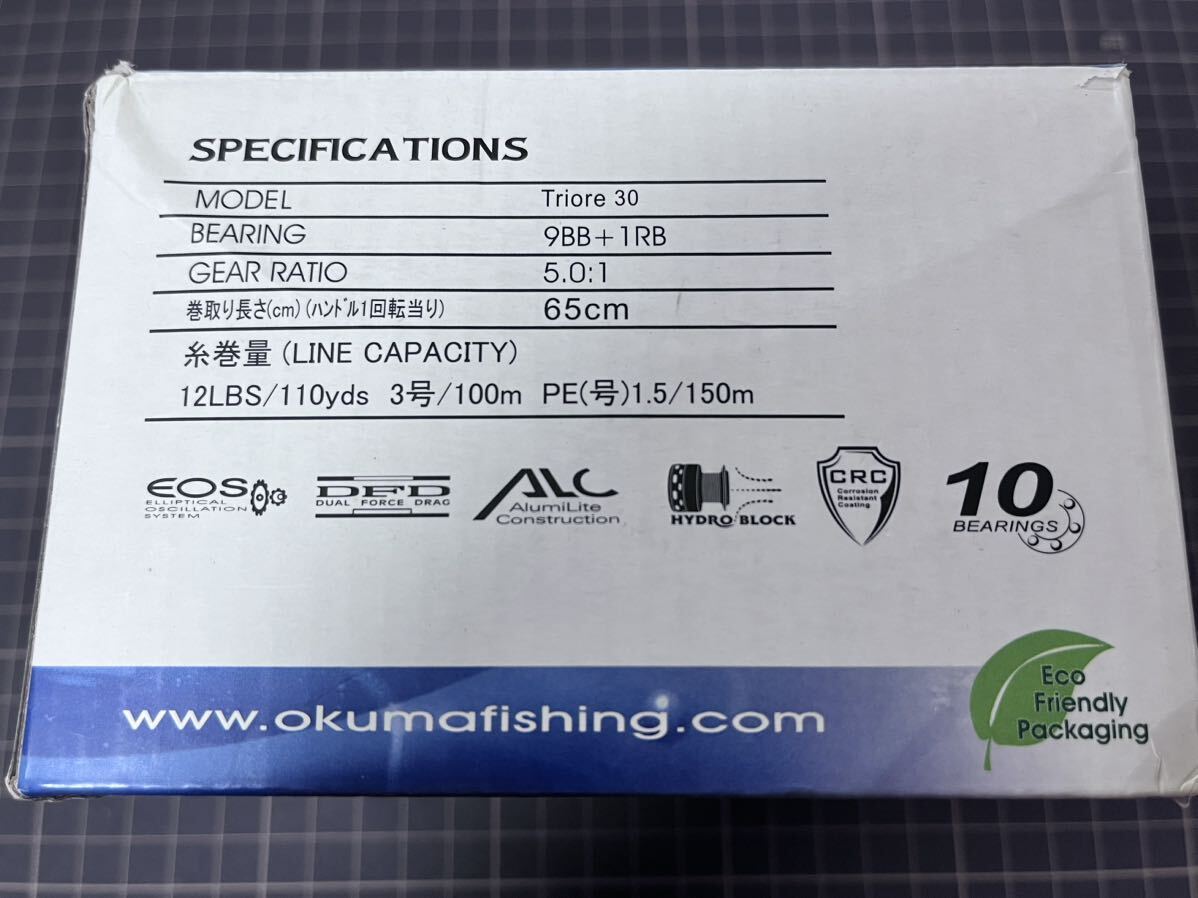 SPECIFICATIONS
MODEL Triore 30
BEARING 9BB+1RB
GEAR RATIO 5.0:1
巻取り長さ(cm)(ハンドル1回転当り) 65cm
糸巻量 (LINE CAPACITY)
12LBS/110yds 3号/100m PE(号)1.5/150m
EOS
ELLIPTICAL
OSCILLATION
SYSTEM
DFD
DUAL FORCE DRAG
ALC
AlumiLite
Construction
HYDRO BLOCK
CRC
Corrosion
Resistant
Coating
10
BEARINGS
Eco
Friendly
Packaging
www.okumafishing.com